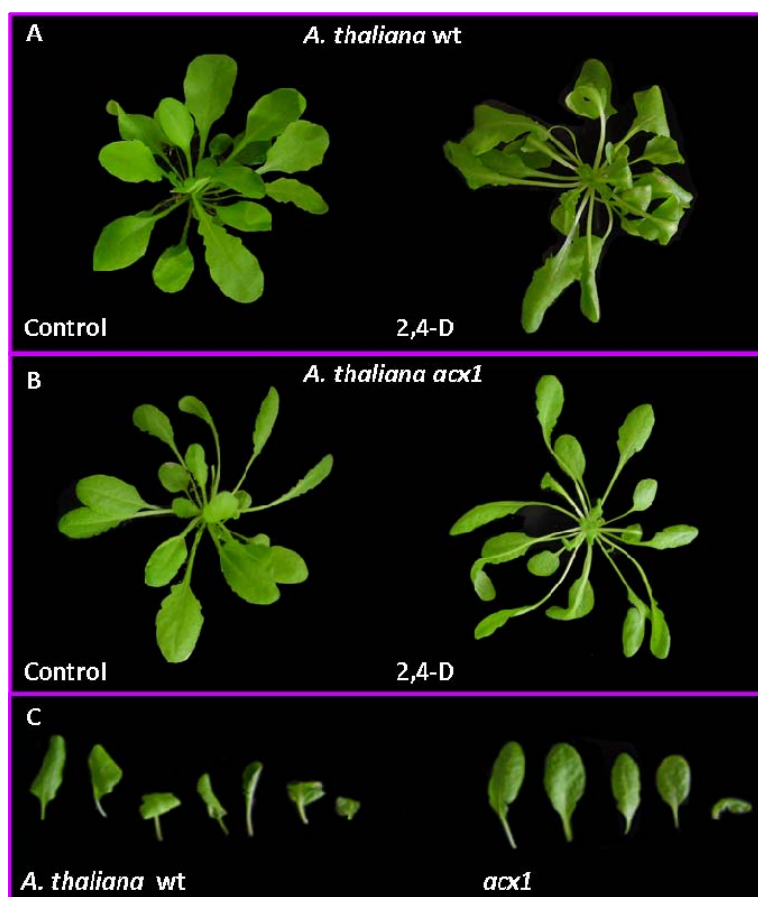 A
A. thaliana wt
Control
2,4-D
B
A. thaliana acx1
Control
2,4-D
C
A. thaliana wt
acx1